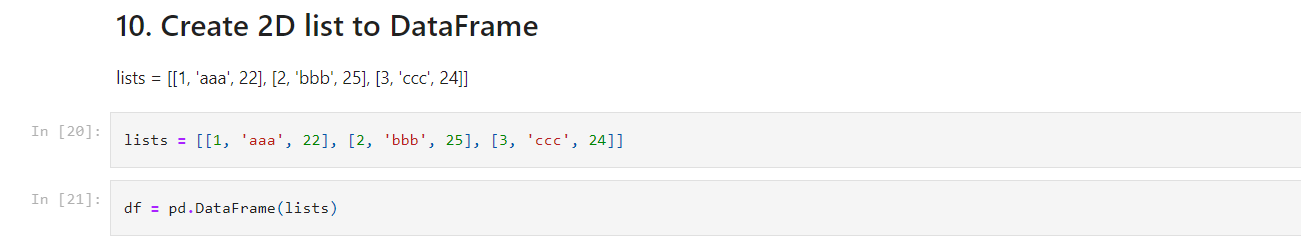 10. Create 2D list to DataFrame
lists = [[1, 'aaa', 22], [2, 'bbb', 25], [3, 'ccc', 24]]
In [20]: lists = [[1, 'aaa', 22], [2, 'bbb', 25], [3, 'ccc', 24]]
In [21]: df = pd.DataFrame(lists)